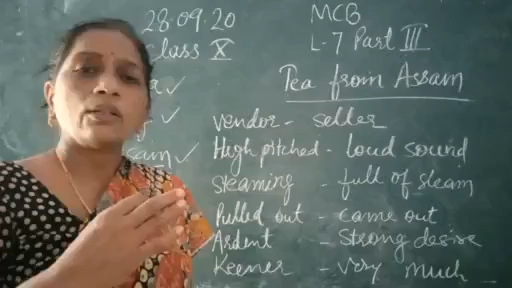 28.09.20
MCB
Class X
L-7 Part III
Tea from Assam
vendor - seller
High pitched - loud sound
steaming - full of steam
Pulled out - came out
Ardent - strong desire
Keener - very much